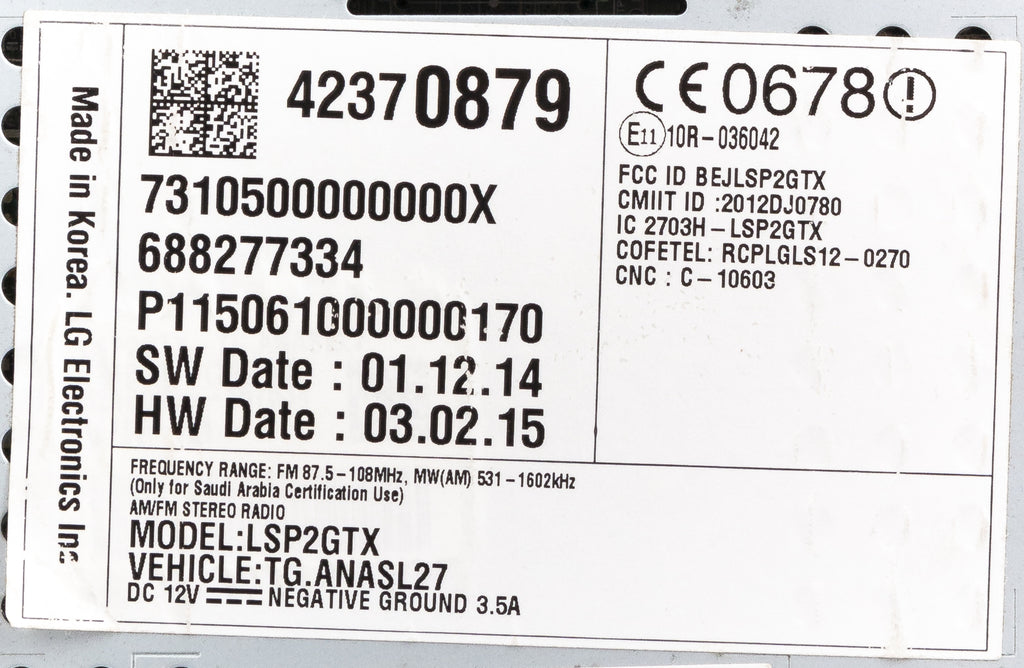 Made in Korea. LG Electronics Inc
42370879
7310500000000X
688277334
P115061000000170
SW Date : 01.12.14
HW Date : 03.02.15
CE0678
E11 10R-036042
FCC ID BEJLSP2GTX
CMIIT ID :2012DJ0780
IC 2703H-LSP2GTX
COFETEL: RCPLGLS12-0270
CNC : C-10603
FREQUENCY RANGE: FM 87.5-108MHz, MW(AM) 531-1602kHz
(Only for Saudi Arabia Certification Use)
AM/FM STEREO RADIO
MODEL:LSP2GTX
VEHICLE:TG.ANASL27
DC 12V NEGATIVE GROUND 3.5A